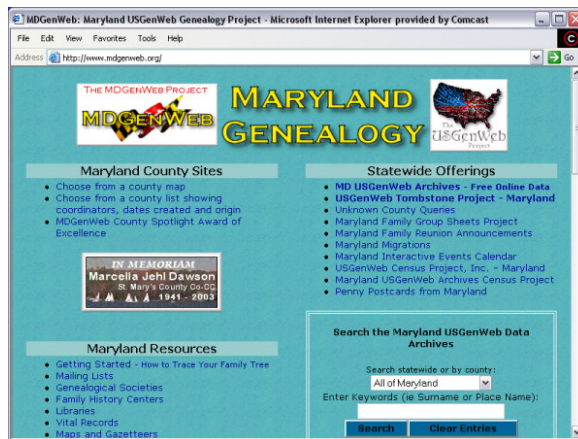 MDGenWeb: Maryland USGenWeb Genealogy Project - Microsoft Internet Explorer provided by Comcast
File Edit View Favorites Tools Help
Address http://www.mdgenweb.org/ Go
THE MDGENWEB PROJECT
MDGENWEB
MARYLAND
GENEALOGY
The
USGenWeb
Project
Maryland County Sites
Choose from a county map
Choose from a county list showing
coordinators, dates created and origin
MDGenWeb County Spotlight Award of
Excellence
IN MEMORIAM
Marcella Jehl Dawson
St. Mary's County Co-CC
1941 - 2003
Maryland Resources
Getting Started - How to Trace Your Family Tree
Mailing Lists
Genealogical Societies
Family History Centers
Libraries
Vital Records
Maps and Gazetteers
Statewide Offerings
MD USGenWeb Archives - Free Online Data
USGenWeb Tombstone Project - Maryland
Unknown County Queries
Maryland Family Group Sheets Project
Maryland Family Reunion Announcements
Maryland Migrations
Maryland Interactive Events Calendar
USGenWeb Census Project, Inc. - Maryland
Maryland USGenWeb Archives Census Project
Penny Postcards from Maryland
Search the Maryland USGenWeb Data
Archives
Search statewide or by county:
All of Maryland
Enter Keywords (ie Surname or Place Name):
Search Clear Entries